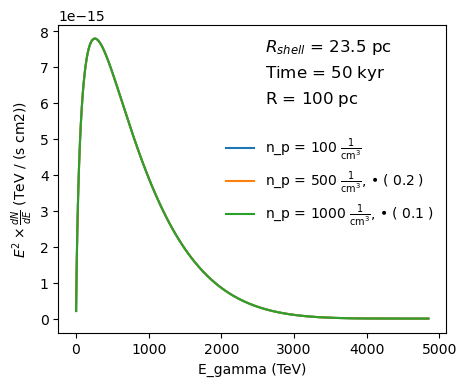 1e−15
R_shell = 23.5 pc
Time = 50 kyr
R = 100 pc
n_p = 100 1/cm³
n_p = 500 1/cm³, • ( 0.2 )
n_p = 1000 1/cm³, • ( 0.1 )
8
7
6
5
4
3
2
1
0
E² × dN/dE (TeV / (s cm2))
0 1000 2000 3000 4000 5000
E_gamma (TeV)